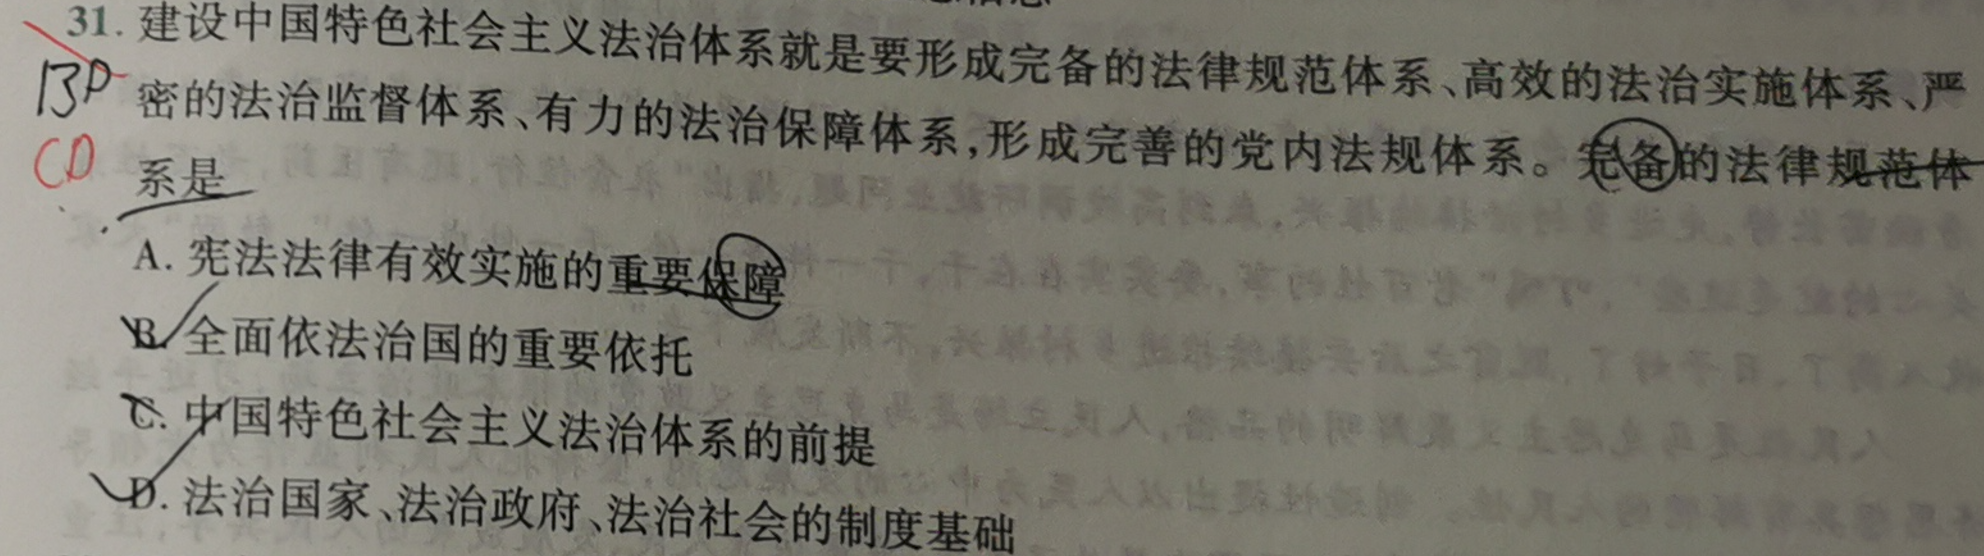 31. 建设中国特色社会主义法治体系就是要形成完备的法律规范体系、高效的法治实施体系、严
BD
密的法治监督体系、有力的法治保障体系,形成完善的党内法规体系。完备的法律规范体
CD
系是
A. 宪法法律有效实施的重要保障
B. 全面依法治国的重要依托
C. 中国特色社会主义法治体系的前提
D. 法治国家、法治政府、法治社会的制度基础